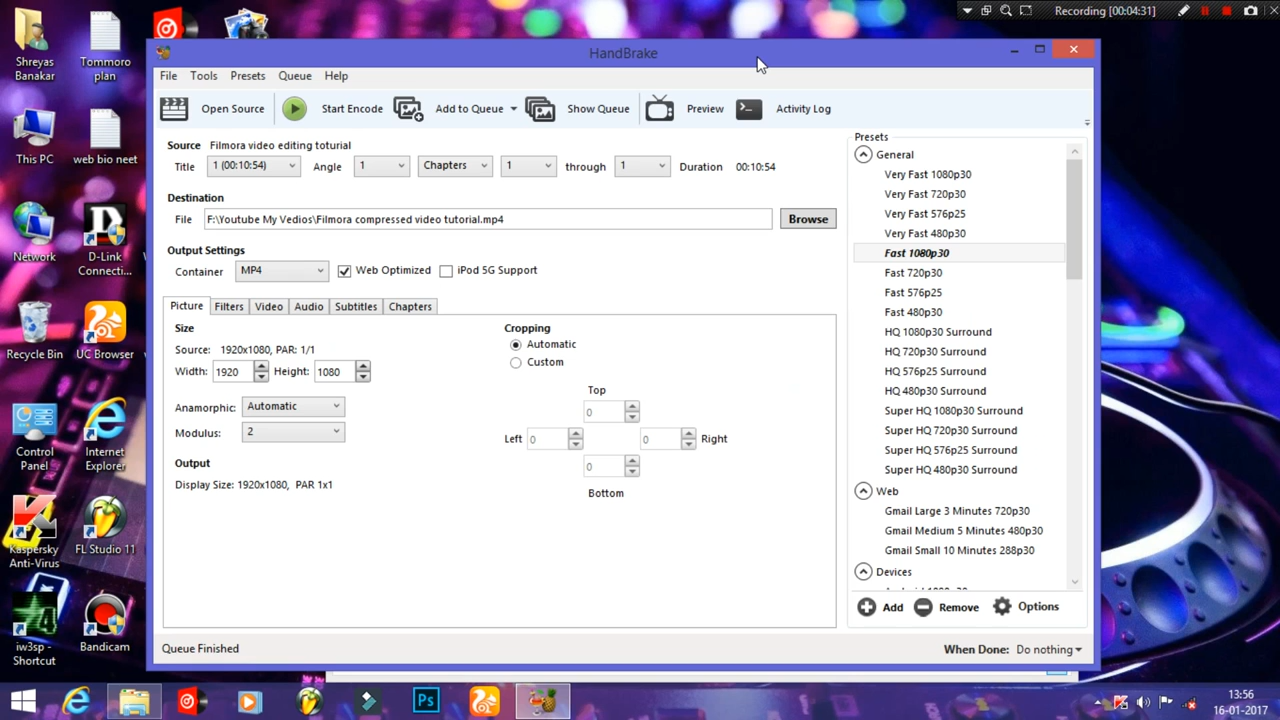 Recording [00:04:31]
Shreyas Banakar
Tommoro plan
This PC
web bio neet
Network
D-Link Connecti...
Recycle Bin
UC Browser
Control Panel
Internet Explorer
Kaspersky Anti-Virus
FL Studio 11
iw3sp - Shortcut
Bandicam
HandBrake
File Tools Presets Queue Help
Open Source Start Encode Add to Queue Show Queue Preview Activity Log
Source Filmora video editing toturial
Title 1 (00:10:54) Angle 1 Chapters 1 through 1 Duration 00:10:54
Destination
File F:\Youtube My Vedios\Filmora compressed video tutorial.mp4 Browse
Output Settings
Container MP4 Web Optimized iPod 5G Support
Picture Filters Video Audio Subtitles Chapters
Size
Source: 1920x1080, PAR: 1/1
Width: 1920 Height: 1080
Anamorphic: Automatic
Modulus: 2
Output
Display Size: 1920x1080, PAR 1x1
Cropping
Automatic
Custom
Top
0
Left 0 0 Right
0
Bottom
Presets
General
Very Fast 1080p30
Very Fast 720p30
Very Fast 576p25
Very Fast 480p30
Fast 1080p30
Fast 720p30
Fast 576p25
Fast 480p30
HQ 1080p30 Surround
HQ 720p30 Surround
HQ 576p25 Surround
HQ 480p30 Surround
Super HQ 1080p30 Surround
Super HQ 720p30 Surround
Super HQ 576p25 Surround
Super HQ 480p30 Surround
Web
Gmail Large 3 Minutes 720p30
Gmail Medium 5 Minutes 480p30
Gmail Small 10 Minutes 288p30
Devices
Add Remove Options
Queue Finished
When Done: Do nothing
Ps
13:56
16-01-2017